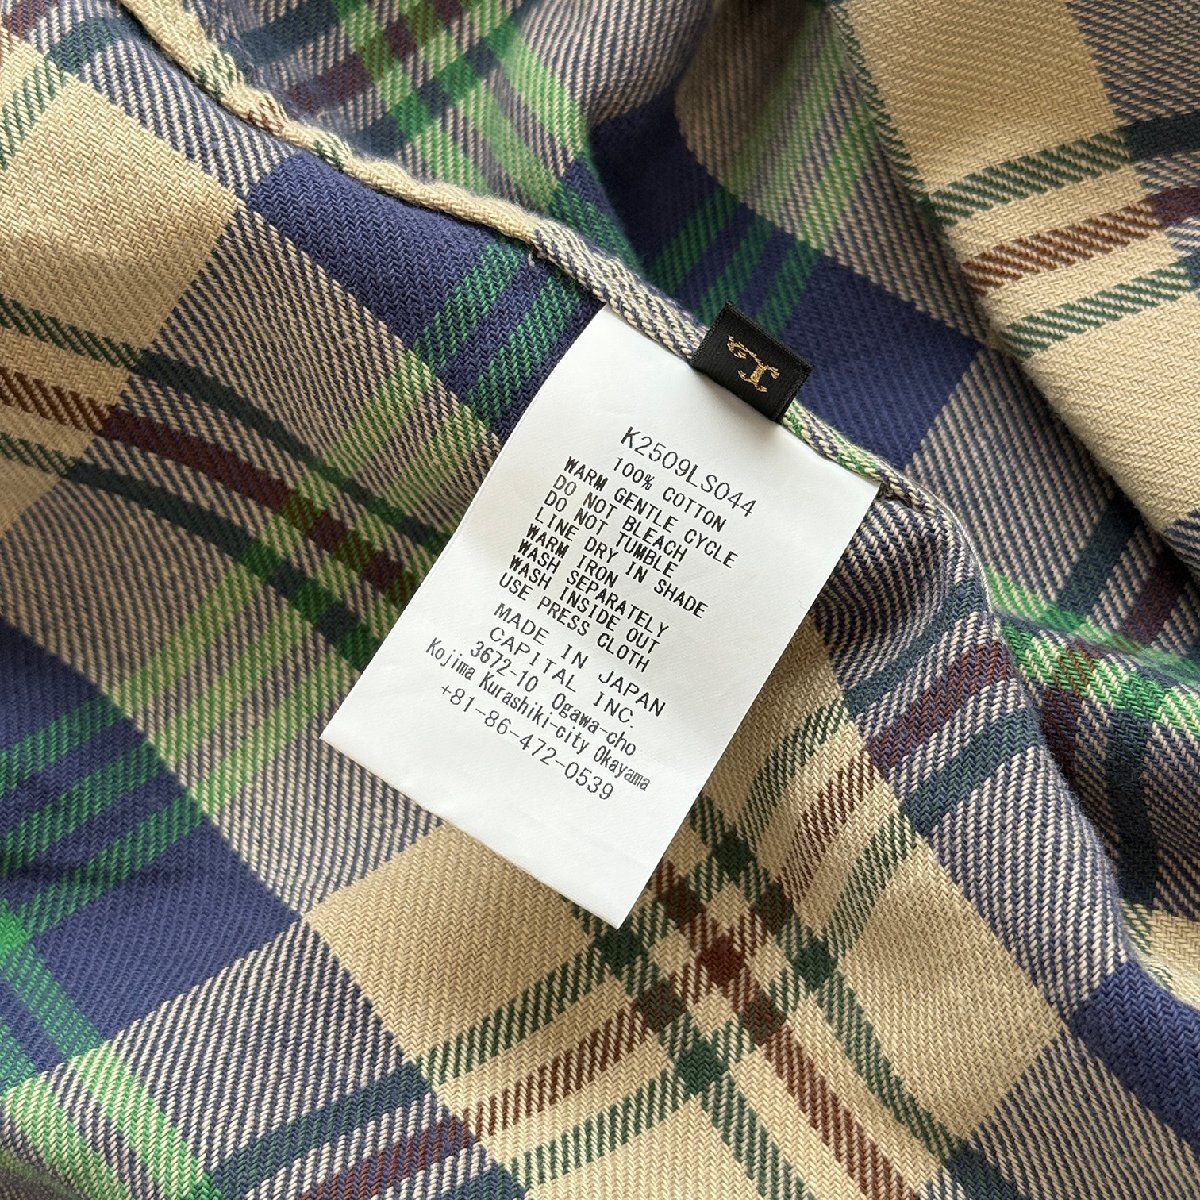 K2509LS044
100% COTTON
WARM GENTLE CYCLE
DO NOT BLEACH
DO NOT TUMBLE
LINE DRY IN SHADE
WARM IRON
WASH SEPARATELY
WASH INSIDE OUT
USE PRESS CLOTH
MADE IN JAPAN
CAPITAL INC.
3672-10 Ogawa-cho
Kojima Kurashiki-city Okayama
+81-86-472-0539